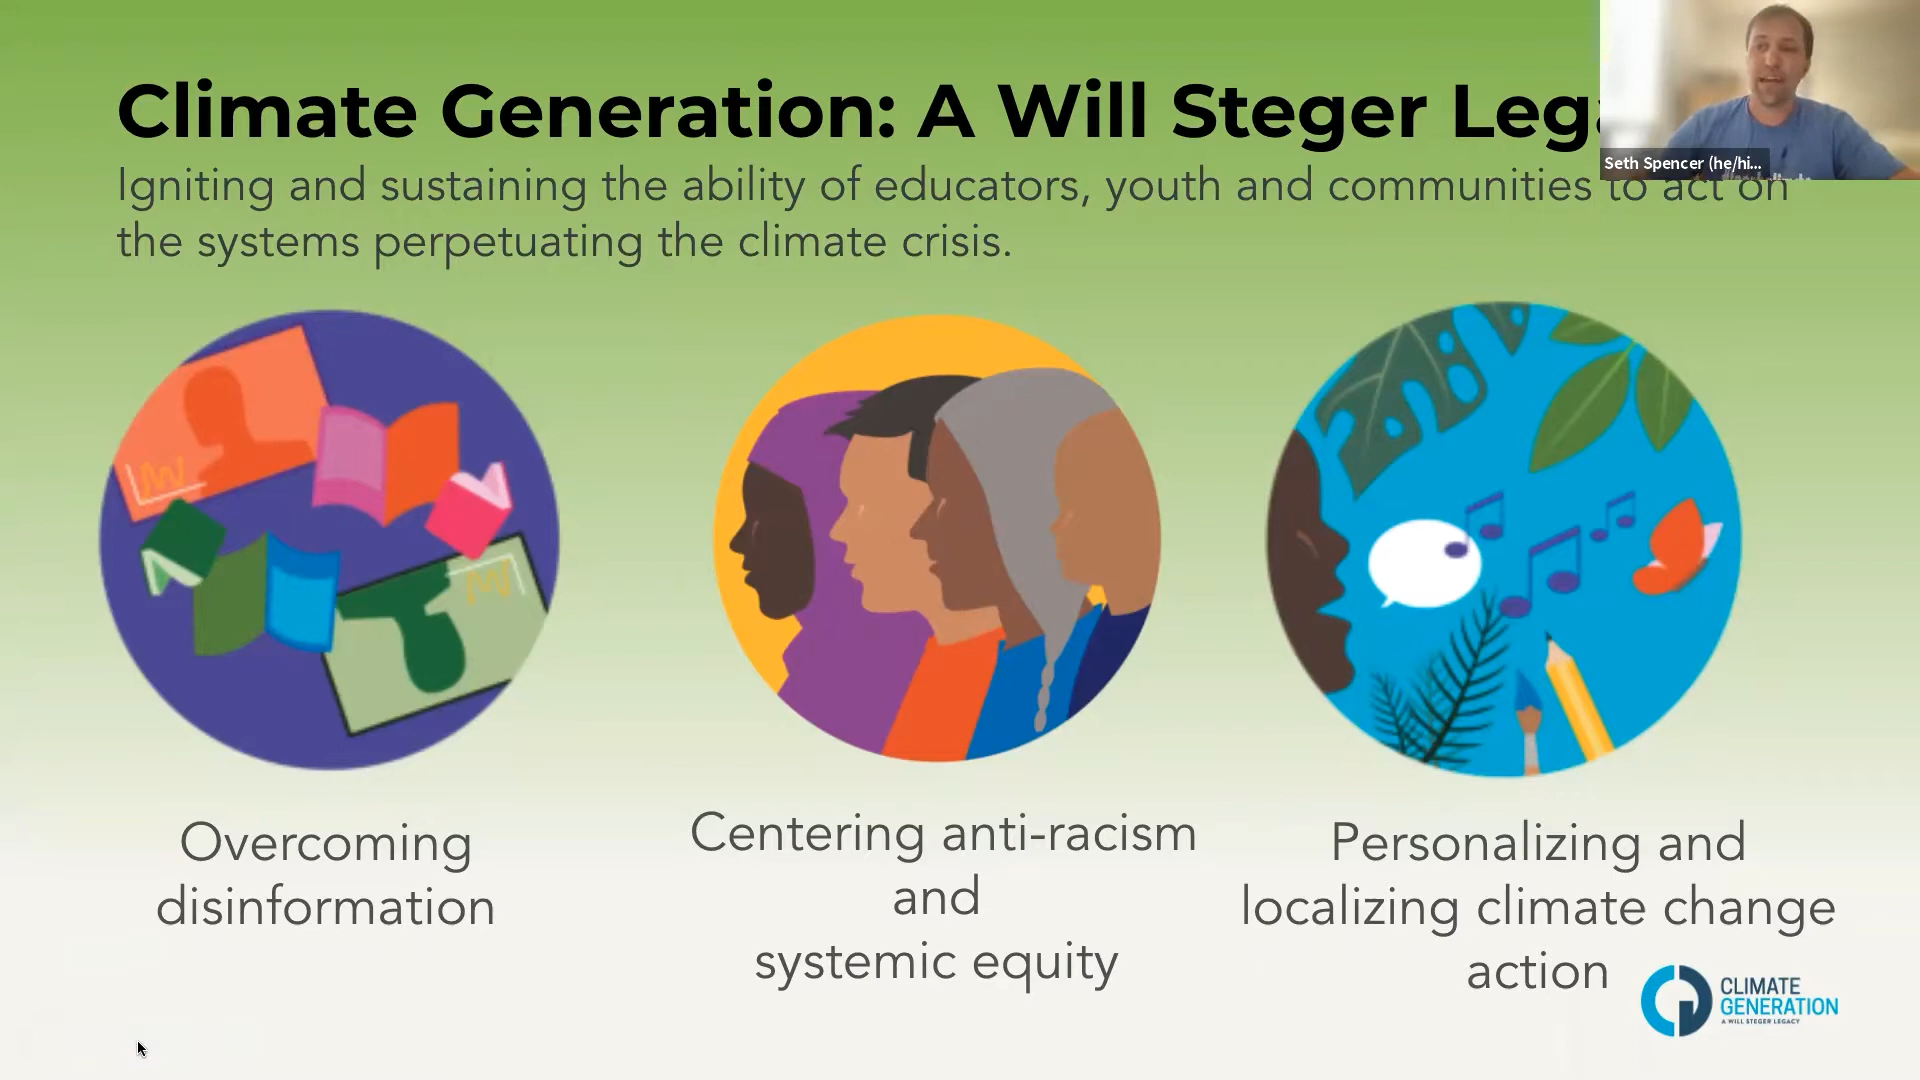 Climate Generation: A Will Steger Lega
Seth Spencer (he/hi...
Igniting and sustaining the ability of educators, youth and communities to act on
the systems perpetuating the climate crisis.
Overcoming
disinformation
Centering anti-racism
and
systemic equity
Personalizing and
localizing climate change
action
CLIMATE
GENERATION
A WILL STEGER LEGACY